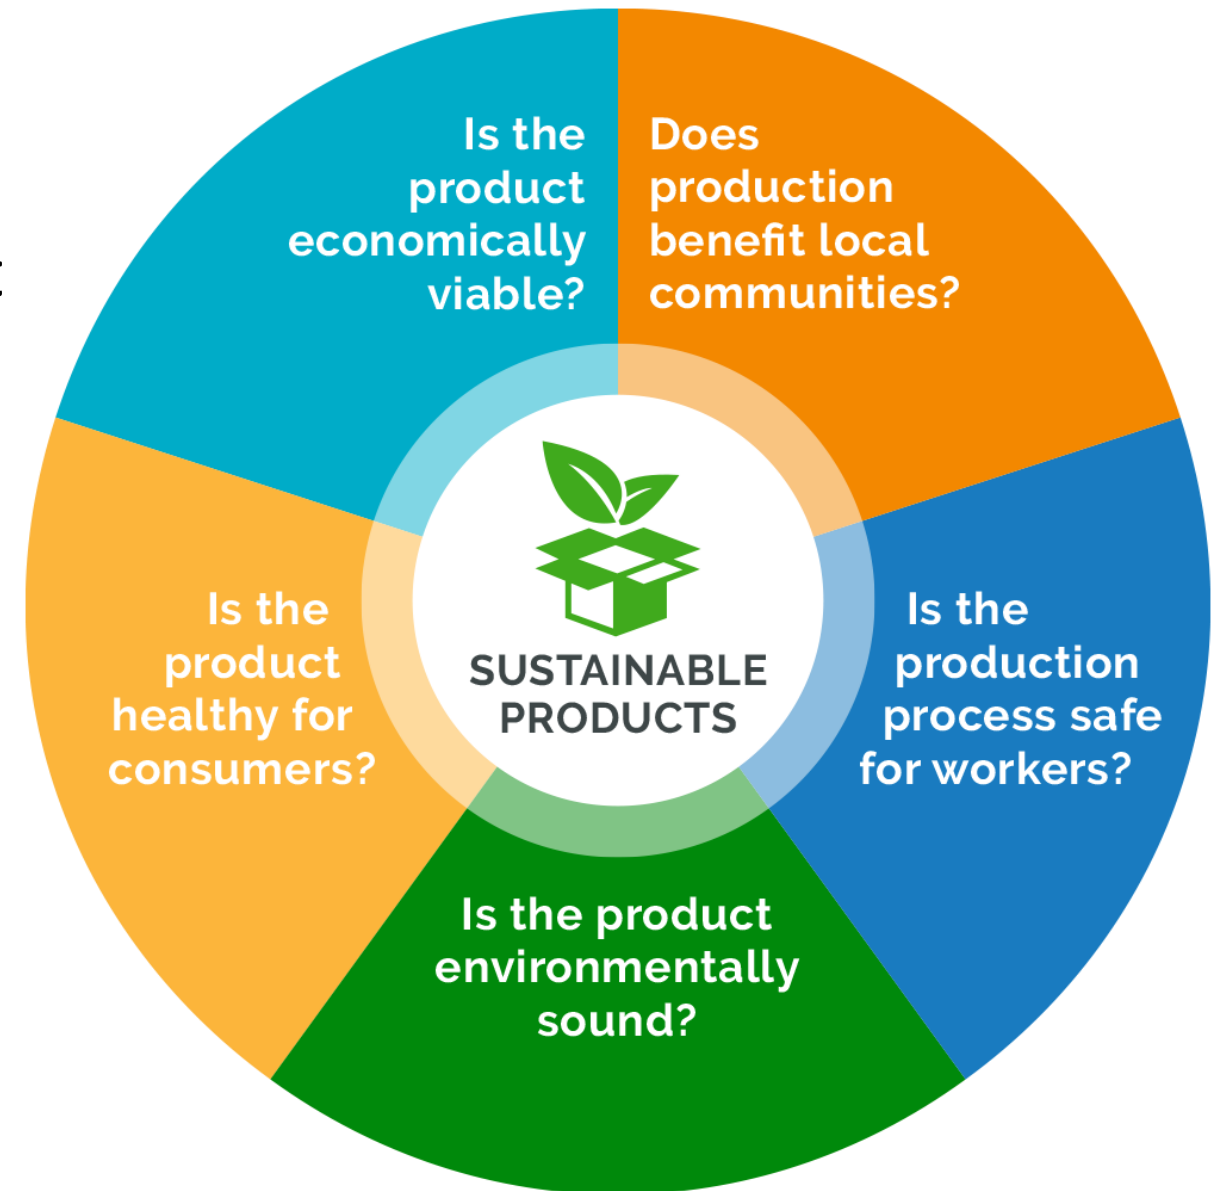 Is the
product
economically
viable?
Does
production
benefit local
communities?
Is the
product
healthy for
consumers?
SUSTAINABLE
PRODUCTS
Is the
production
process safe
for workers?
Is the product
environmentally
sound?